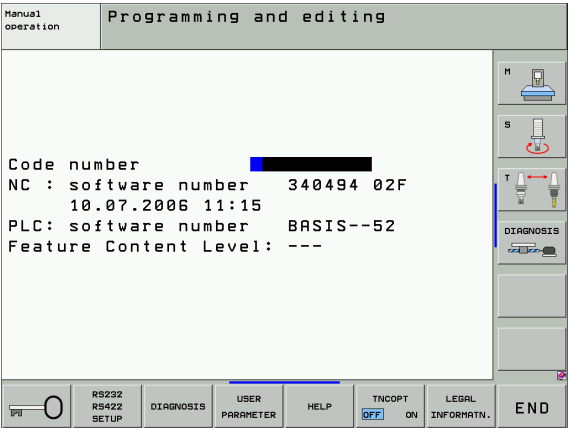 Manual
operation
Programming and editing
M
S
T
DIAGNOSIS
Code number
NC : software number 340494 02F
10.07.2006 11:15
PLC: software number BASIS--52
Feature Content Level: ---
RS232
RS422
SETUP
DIAGNOSIS
USER
PARAMETER
HELP
TNCOPT
OFF ON
LEGAL
INFORMATN.
END